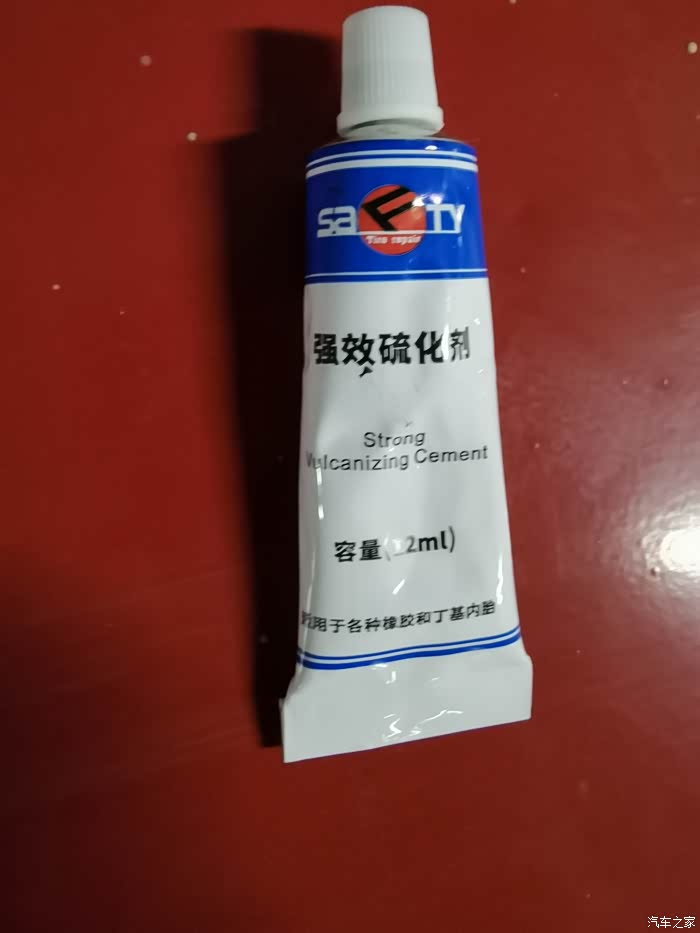 SAFTY
Tire repair
强效硫化剂
Strong
Vulcanizing Cement
容量(12ml)
用于各种橡胶和丁基内胎
汽车之家